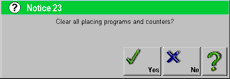 Notice 23
Clear all placing programs and counters?
Yes
No